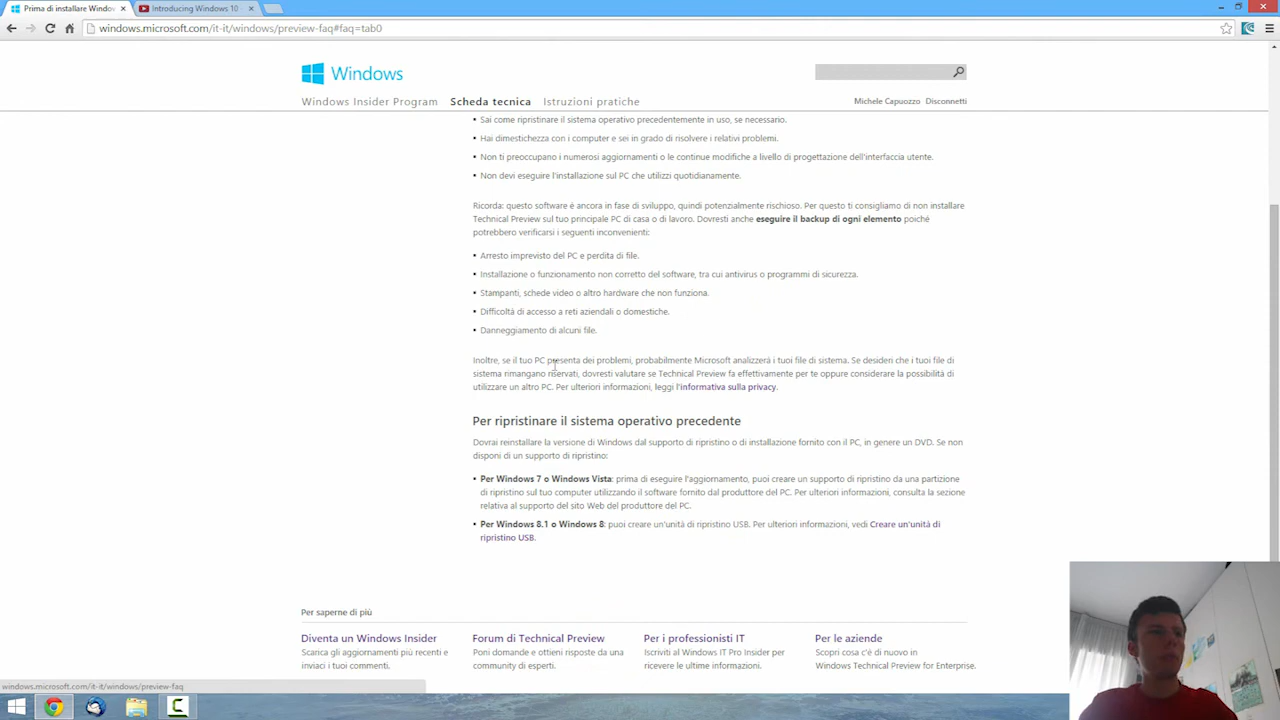 Prima di installare Windo
Introducing Windows 10
windows.microsoft.com/it-it/windows/preview-faq#faq=tab0
Windows
Windows Insider Program Scheda tecnica Istruzioni pratiche
Michele Capuozzo Disconnetti
• Sai come ripristinare il sistema operativo precedentemente in uso, se necessario.
• Hai dimestichezza con i computer e sei in grado di risolvere i relativi problemi.
• Non ti preoccupano i numerosi aggiornamenti o le continue modifiche a livello di progettazione dell'interfaccia utente.
• Non devi eseguire l'installazione sul PC che utilizzi quotidianamente.
Ricorda: questo software è ancora in fase di sviluppo, quindi potenzialmente rischioso. Per questo ti consigliamo di non installare
Technical Preview sul tuo principale PC di casa o di lavoro. Dovresti anche eseguire il backup di ogni elemento poiché
potrebbero verificarsi i seguenti inconvenienti:
• Arresto imprevisto del PC e perdita di file.
• Installazione o funzionamento non corretto del software, tra cui antivirus o programmi di sicurezza.
• Stampanti, schede video o altro hardware che non funziona.
• Difficoltà di accesso a reti aziendali o domestiche.
• Danneggiamento di alcuni file.
Inoltre, se il tuo PC presenta dei problemi, probabilmente Microsoft analizzerà i tuoi file di sistema. Se desideri che i tuoi file di
sistema rimangano riservati, dovresti valutare se Technical Preview fa effettivamente per te oppure considerare la possibilità di
utilizzare un altro PC. Per ulteriori informazioni, leggi l'informativa sulla privacy.
Per ripristinare il sistema operativo precedente
Dovrai reinstallare la versione di Windows dal supporto di ripristino o di installazione fornito con il PC, in genere un DVD. Se non
disponi di un supporto di ripristino:
• Per Windows 7 o Windows Vista: prima di eseguire l'aggiornamento, puoi creare un supporto di ripristino da una partizione
di ripristino sul tuo computer utilizzando il software fornito dal produttore del PC. Per ulteriori informazioni, consulta la sezione
relativa al supporto del sito Web del produttore del PC.
• Per Windows 8.1 o Windows 8: puoi creare un'unità di ripristino USB. Per ulteriori informazioni, vedi Creare un'unità di
ripristino USB.
Per saperne di più
Diventa un Windows Insider
Scarica gli aggiornamenti più recenti e
inviaci i tuoi commenti.
Forum di Technical Preview
Poni domande e ottieni risposte da una
community di esperti.
Per i professionisti IT
Iscriviti al Windows IT Pro Insider per
ricevere le ultime informazioni.
Per le aziende
Scopri cosa c'è di nuovo in
Windows Technical Preview for Enterprise.
windows.microsoft.com/it-it/windows/preview-faq